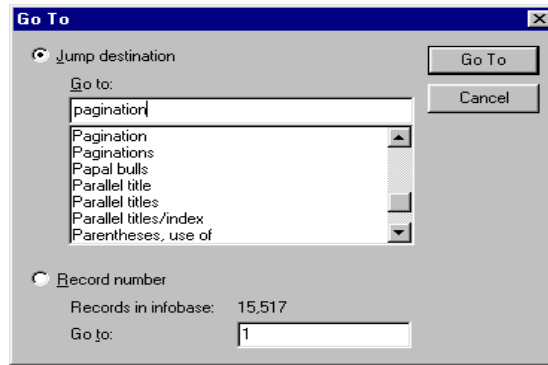 Go To
Jump destination
Go to:
pagination
Pagination
Paginations
Papal bulls
Parallel title
Parallel titles
Parallel titles/index
Parentheses, use of
Record number
Records in infobase: 15,517
Go to: 1
Go To
Cancel